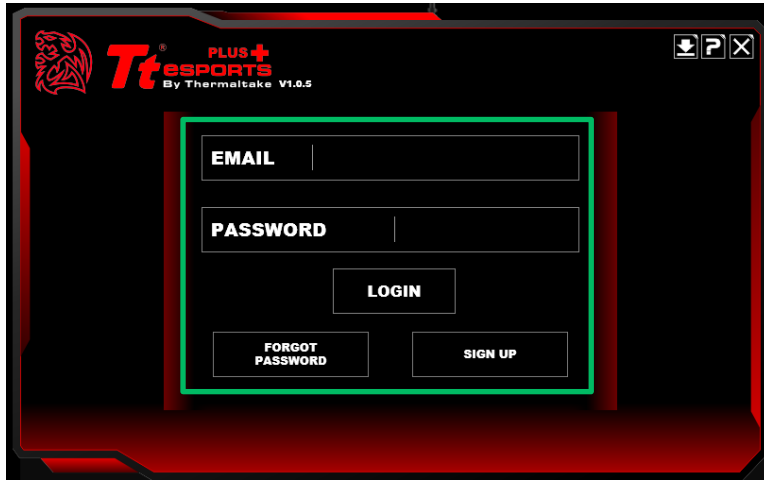 Tt® PLUS+
eSPORTS
By Thermaltake V1.0.5
?
X
EMAIL
PASSWORD
LOGIN
FORGOT
PASSWORD
SIGN UP